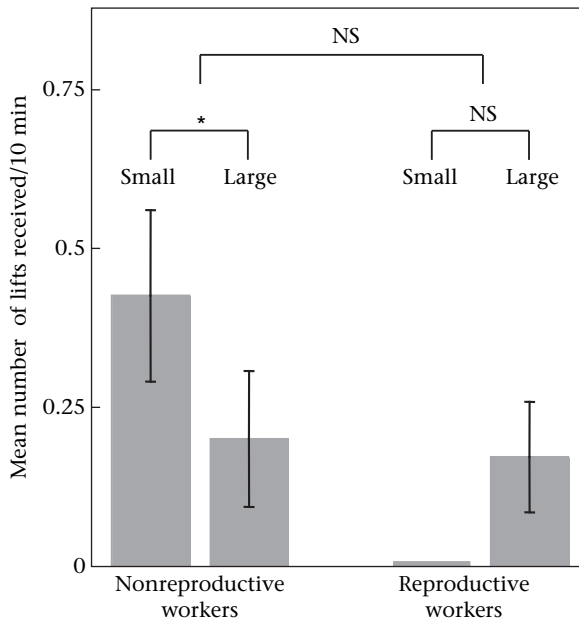 Mean number of lifts received/10 min
0.75
0.5
0.25
0
NS
*
NS
Small
Large
Small
Large
Nonreproductive
workers
Reproductive
workers